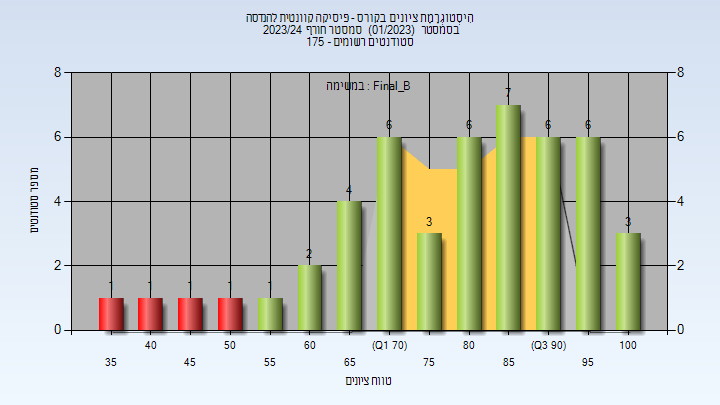 היסטוגרמת ציונים בקורס - פיסיקה קוונטית להנדסה
בסמסטר (01/2023) סמסטר חורף 2023/24
סטודנטים רשומים - 175
במשימה : Final_B
8 8
6 6
4 4
2 2
0 0
1 1 1 1 1 2 4 6 3 6 7 6 6 3
מספר סטודנטים
40 50 60 (Q1 70) 80 (Q3 90) 100
35 45 55 65 75 85 95
טווח ציונים